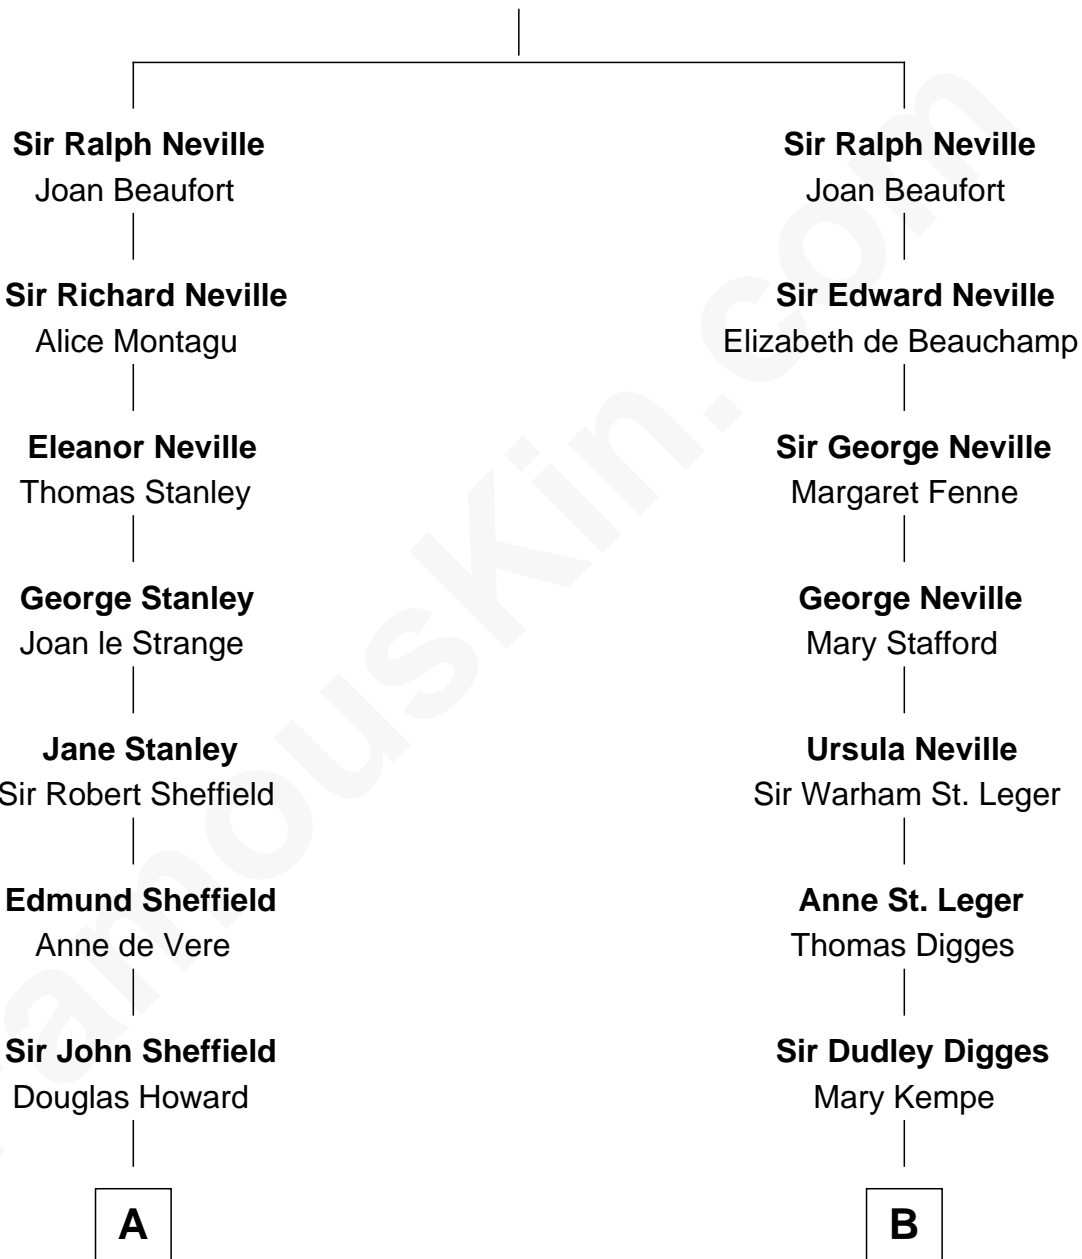 Sir Ralph Neville
Joan Beaufort
Sir Richard Neville
Alice Montagu
Eleanor Neville
Thomas Stanley
George Stanley
Joan le Strange
Jane Stanley
Sir Robert Sheffield
Edmund Sheffield
Anne de Vere
Sir John Sheffield
Douglas Howard
A
Sir Ralph Neville
Joan Beaufort
Sir Edward Neville
Elizabeth de Beauchamp
Sir George Neville
Margaret Fenne
George Neville
Mary Stafford
Ursula Neville
Sir Warham St. Leger
Anne St. Leger
Thomas Digges
Sir Dudley Digges
Mary Kempe
B
FamousKin.com